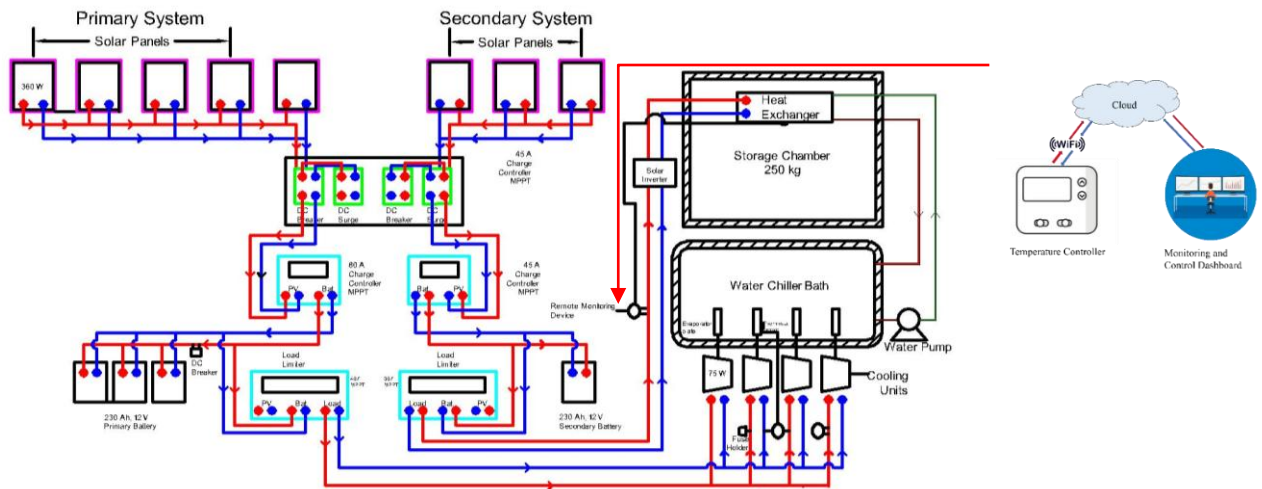 Primary System
Solar Panels
Secondary System
Solar Panels
360 W
45 A
Charge
Controller
MPPT
DC
Breaker
DC
Surge
DC
Breaker
DC
Surge
60 A
Charge
Controller
MPPT
PV
Bat
45 A
Charge
Controller
MPPT
Bat
PV
DC
Breaker
230 Ah, 12 V
Primary Battery
Load
Limiter
PV
Bat
Load
Load
Limiter
Load
Bat
PV
230 Ah, 12 V
Secondary Battery
Solar
Inverter
Remote Monitoring
Device
Heat
Exchanger
Storage Chamber
250 kg
Water Chiller Bath
Evaporator
Water Pump
75 W
Cooling
Units
Fuse
Holder
Cloud
WiFi
Temperature Controller
Monitoring and
Control Dashboard